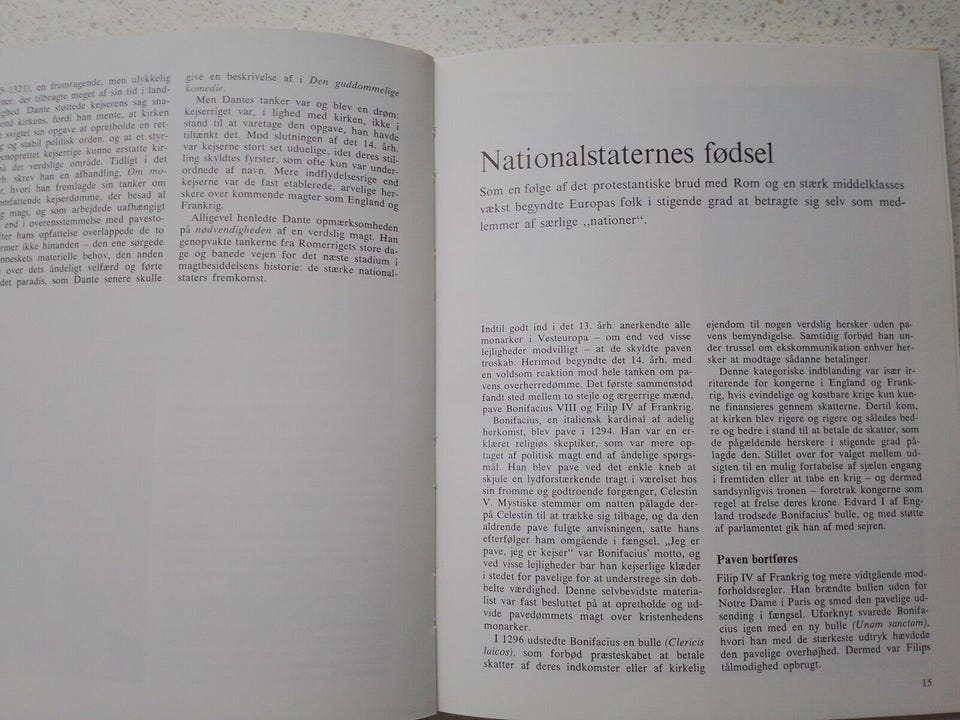 5–1321), en fremragende, men ulykkelig
ner, der tilbragte meget af sin tid i land-
ighed. Dante støttede kejserens sag sna-
end kirkens, fordi han mente, at kirken
svigtet sin opgave at opretholde en ret-
g og stabil politisk orden, og at et styr-
genoprettet kejserrige kunne erstatte kir-
på det verdslige område. Tidligt i det
rh. skrev han en afhandling, Om mo-
r, hvori han fremlagde sin tanke om
omfattende kejserdømme, der besad al
ig magt, og som arbejdede uafhængigt
end i overensstemmelse med pavesto-
fter hans opfattelse overlappede de to
rmer ikke hinanden – den ene sørgede
nneskets materielle behov, den anden
over dets åndeligt velfærd og førte
det paradis, som Dante senere skulle
give en beskrivelse af i Den guddommelige
komedie.
Men Dantes tanker var og blev en drøm:
kejserriget var, i lighed med kirken, ikke i
stand til at varetage den opgave, han havde
tiltænkt det. Mod slutningen af det 14. årh.
var kejserne stort set uduelige, idet deres stil-
ling skyldtes fyrster, som ofte kun var under-
ordnede af navn. Mere indflydelsesrige end
kejserne var de fast etablerede, arvelige her-
skere over kommende magter som England og
Frankrig.
Alligevel henledte Dante opmærksomheden
på nødvendigheden af en verdslig magt. Han
genopvakte tankerne fra Romerrigets store da-
ge og banede vejen for det næste stadium i
magtbesiddelsens historie: de stærke national-
staters fremkomst.
Nationalstaternes fødsel
Som en følge af det protestantiske brud med Rom og en stærk middelklasses
vækst begyndte Europas folk i stigende grad at betragte sig selv som med-
lemmer af særlige „nationer“.
Indtil godt ind i det 13. årh. anerkendte alle
monarker i Vesteuropa – om end ved visse
lejligheder modvilligt – at de skyldte paven
troskab. Herimod begyndte det 14. årh. med
en voldsom reaktion mod hele tanken om pa-
vens overherredømme. Det første sammenstød
fandt sted mellem to stejle og ærgerrige mænd,
pave Bonifacius VIII og Filip IV af Frankrig.
Bonifacius, en italiensk kardinal af adelig
herkomst, blev pave i 1294. Han var en er-
klæret religiøs skeptiker, som var mere op-
taget af politisk magt end af åndelige spørgs-
mål. Han blev pave ved det enkle kneb at
skjule en lydforstærkende tragt i værelset hos
sin fromme og godtroende forgænger, Celestin
V. Mystiske stemmer om natten pålagde der-
på Celestin til at trække sig tilbage, og da den
aldrende pave fulgte anvisningen, satte hans
efterfølger ham omgående i fængsel. „Jeg er
pave, jeg er kejser“ var Bonifacius' motto, og
ved visse lejligheder bar han kejserlige klæder
i stedet for pavelige for at understrege sin dob-
belte værdighed. Denne selvbevidste materia-
list var fast besluttet på at opretholde og ud-
vide pavedømmets magt over kristenhedens
monarker.
I 1296 udstedte Bonifacius en bulle (Clericis
laicos), som forbød præsteskabet at betale
skatter af deres indkomster eller af kirkelig
ejendom til nogen verdslig hersker uden pa-
vens bemyndigelse. Samtidig forbød han un-
der trussel om ekskommunikation enhver her-
sker at modtage sådanne betalinger.
Denne kategoriske indblanding var især ir-
riterende for kongerne i England og Frank-
rig, hvis evindelige og kostbare krige kun kun-
ne finansieres gennem skatterne. Dertil kom,
at kirken blev rigere og rigere og således bed-
re og bedre i stand til at betale de skatter, som
de pågældende herskere i stigende grad på-
lagde den. Stillet over for valget mellem ud-
sigten til en mulig fortabelse af sjælen engang
i fremtiden eller at tabe en krig – og dermed
sandsynligvis tronen – foretrak kongerne som
regel at frelse deres krone. Edvard I af Eng-
land trodsede Bonifacius' bulle, og med støtte
af parlamentet gik han af med sejren.
Paven bortføres
Filip IV af Frankrig tog mere vidtgående mod-
forholdsregler. Han brændte bullen uden for
Notre Dame i Paris og smed den pavelige ud-
sending i fængsel. Uforknyt svarede Bonifa-
cius igen med en ny bulle (Unam sanctam),
hvori han med de stærkeste udtryk hævdede
den pavelige overhøjhed. Dermed var Filips
tålmodighed opbrugt.
15